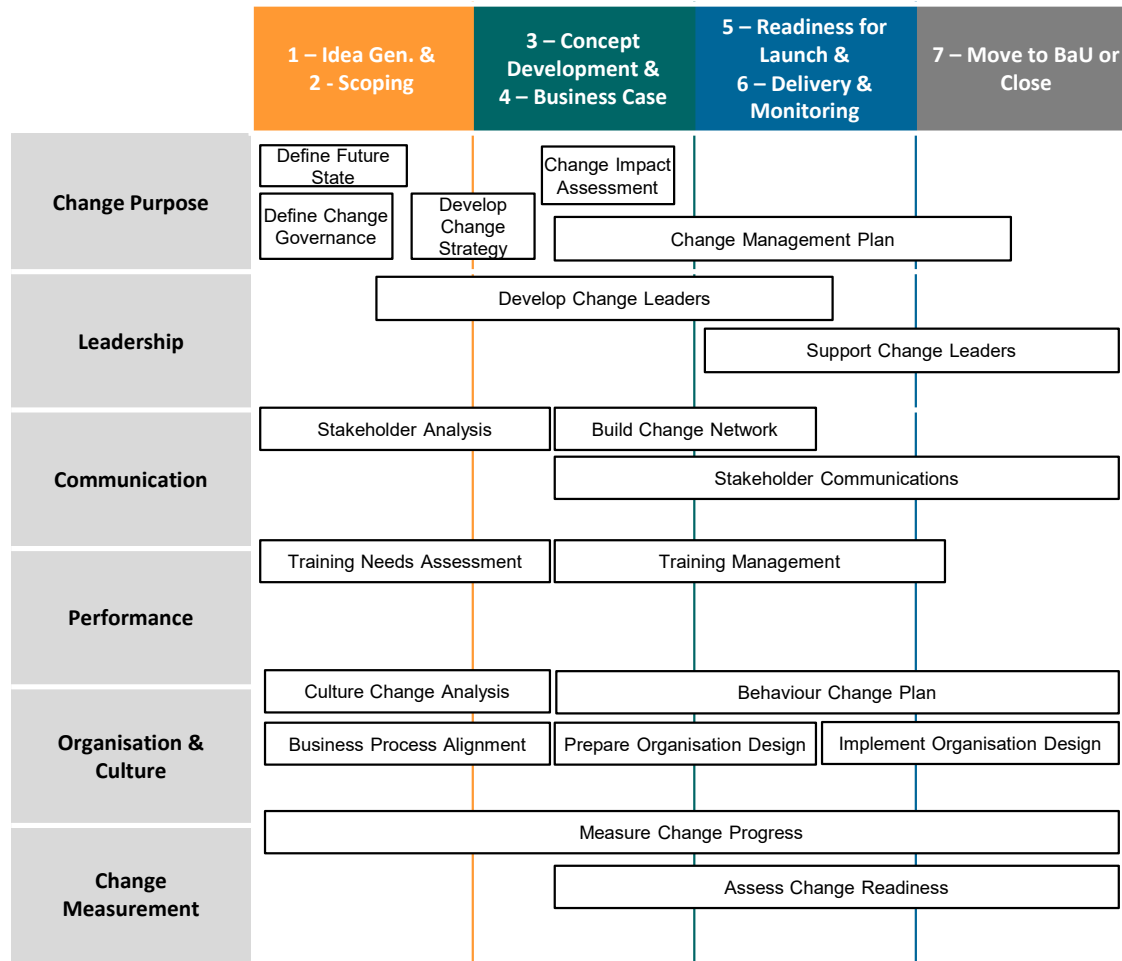 1 – Idea Gen. &
2 - Scoping
3 – Concept
Development &
4 – Business Case
5 – Readiness for
Launch &
6 – Delivery &
Monitoring
7 – Move to BaU or
Close
Change Purpose
Define Future
State
Define Change
Governance
Develop
Change
Strategy
Change Impact
Assessment
Change Management Plan
Leadership
Develop Change Leaders
Support Change Leaders
Communication
Stakeholder Analysis
Build Change Network
Stakeholder Communications
Performance
Training Needs Assessment
Training Management
Organisation &
Culture
Culture Change Analysis
Behaviour Change Plan
Business Process Alignment
Prepare Organisation Design
Implement Organisation Design
Change
Measurement
Measure Change Progress
Assess Change Readiness